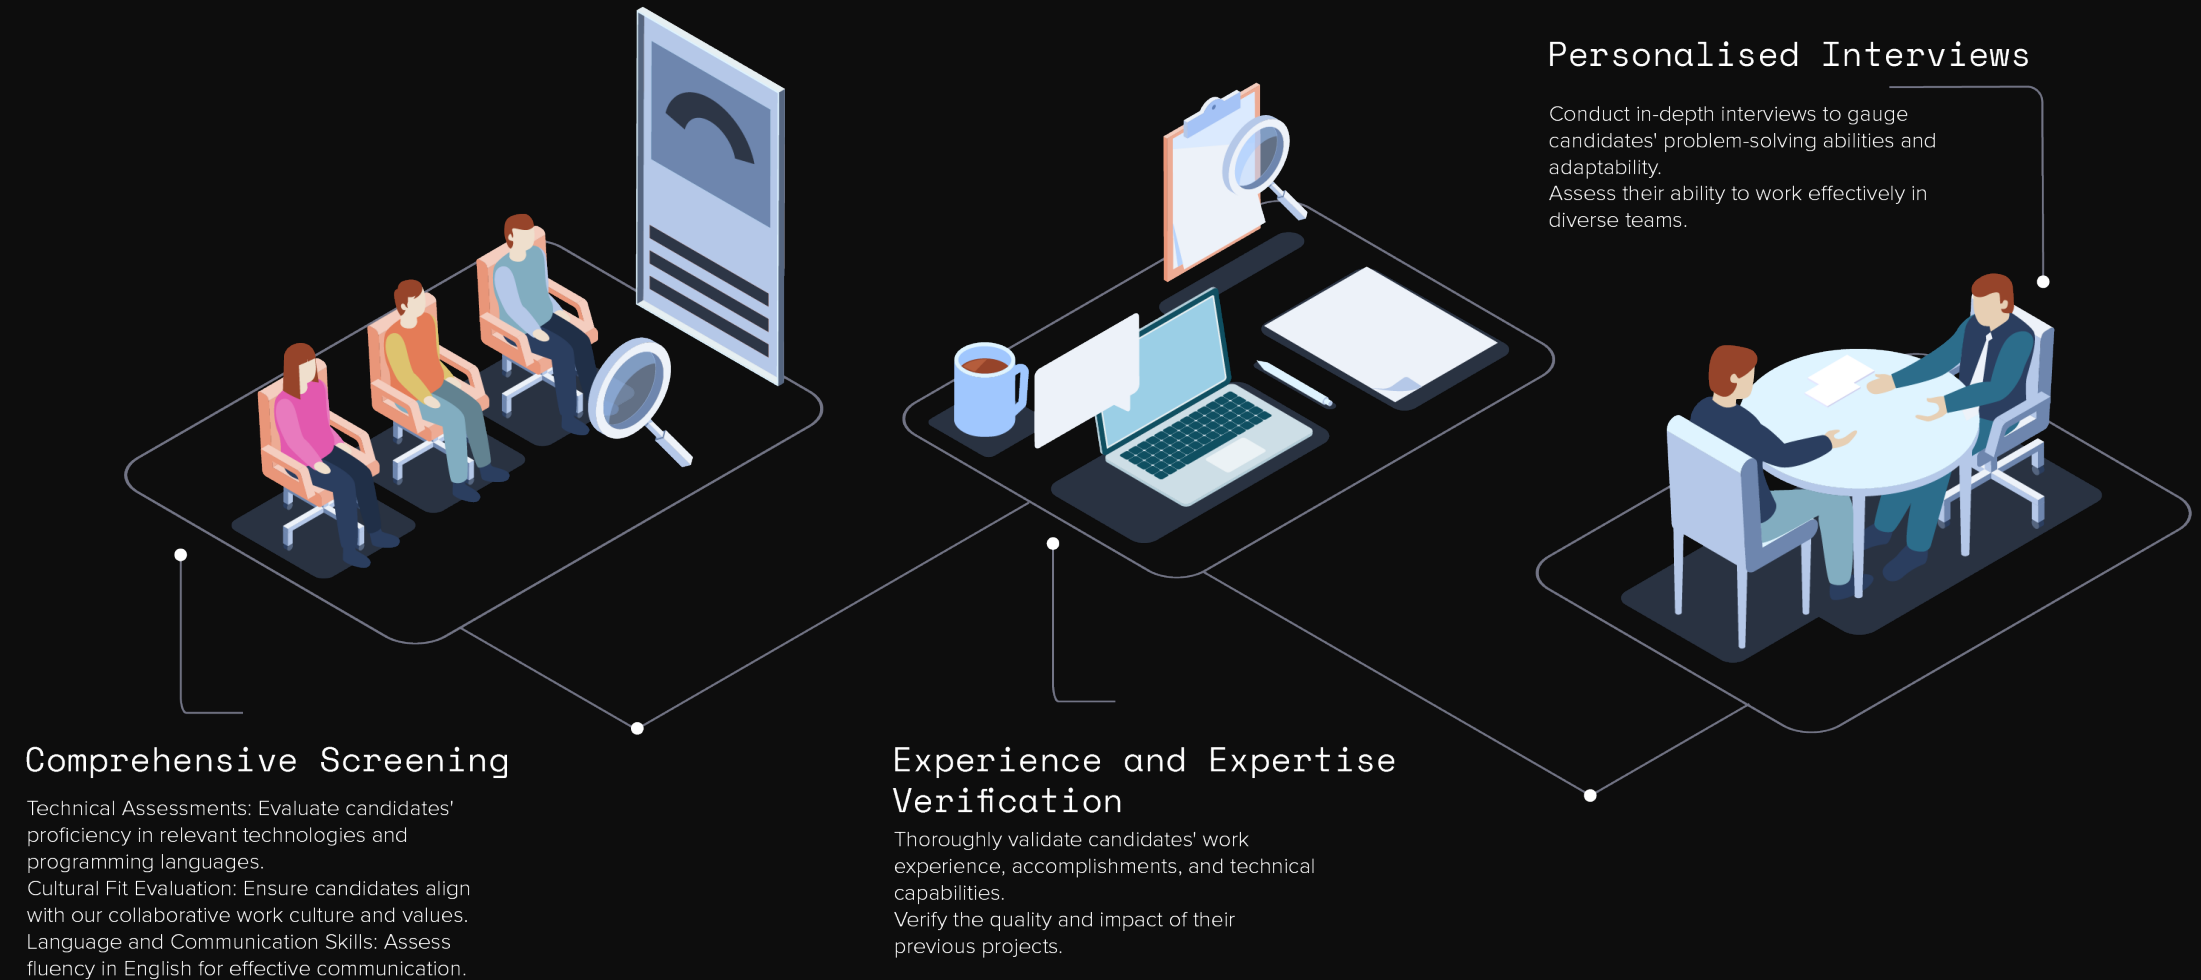 Comprehensive Screening
Technical Assessments: Evaluate candidates'
proficiency in relevant technologies and
programming languages.
Cultural Fit Evaluation: Ensure candidates align
with our collaborative work culture and values.
Language and Communication Skills: Assess
fluency in English for effective communication.
Experience and Expertise
Verification
Thoroughly validate candidates' work
experience, accomplishments, and technical
capabilities.
Verify the quality and impact of their
previous projects.
Personalised Interviews
Conduct in-depth interviews to gauge
candidates' problem-solving abilities and
adaptability.
Assess their ability to work effectively in
diverse teams.